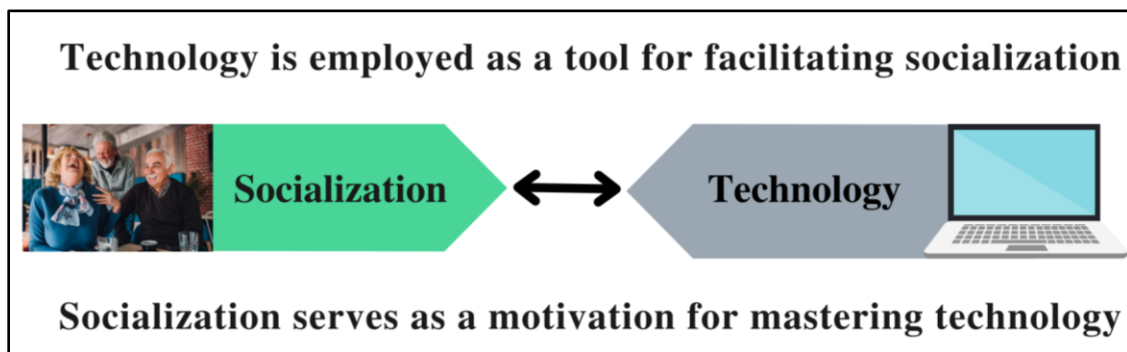 Technology is employed as a tool for facilitating socialization
Socialization
Technology
Socialization serves as a motivation for mastering technology